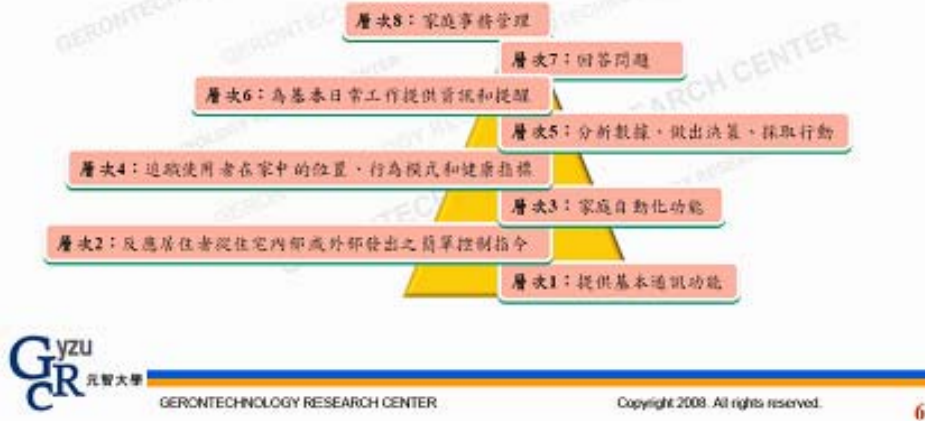 層次8：家庭事務管理
層次7：回答問題
層次6：為基本日常工作提供資訊和提醒
層次5：分析數據、做出決策、採取行動
層次4：追蹤使用者在家中的位置、行為模式和健康指標
層次3：家庭自動化功能
層次2：反應居住者從住宅內部或外部發出之簡單控制指令
層次1：提供基本通訊功能
GRC yzu 元智大學
GERONTECHNOLOGY RESEARCH CENTER
Copyright 2008. All rights reserved.
6